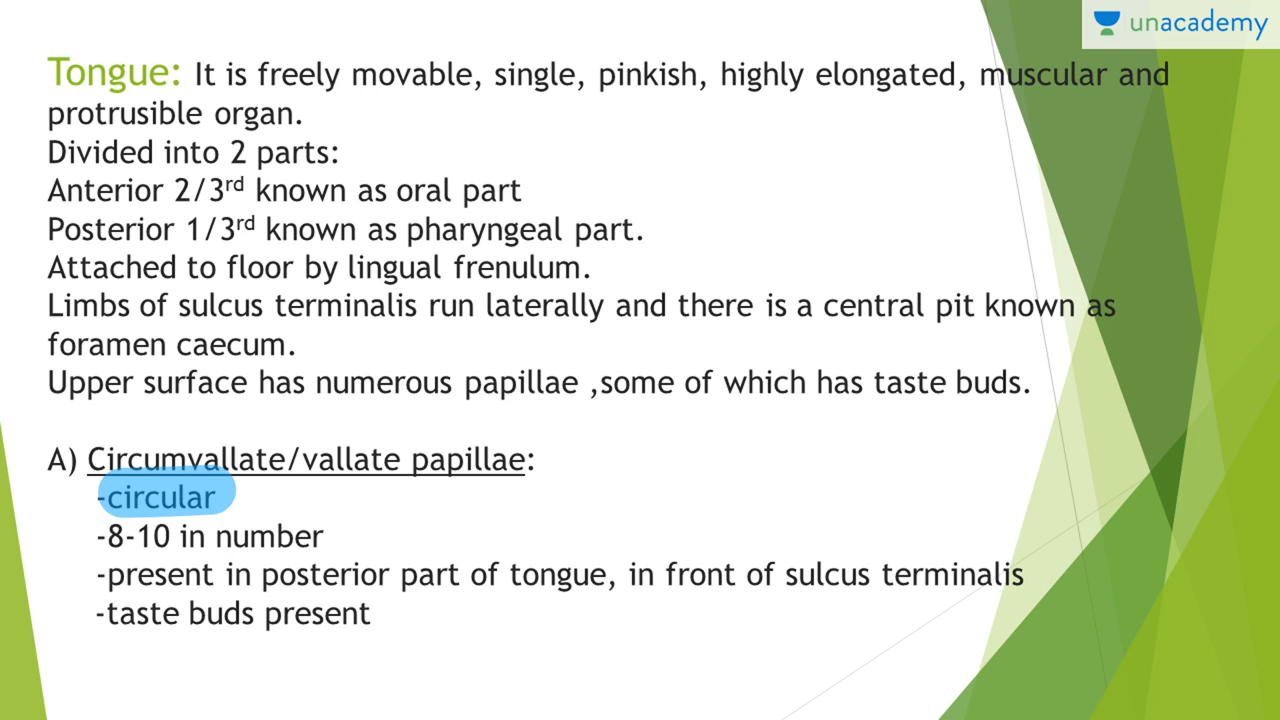 unacademy
Tongue: It is freely movable, single, pinkish, highly elongated, muscular and
protrusible organ.
Divided into 2 parts:
Anterior 2/3rd known as oral part
Posterior 1/3rd known as pharyngeal part.
Attached to floor by lingual frenulum.
Limbs of sulcus terminalis run laterally and there is a central pit known as
foramen caecum.
Upper surface has numerous papillae ,some of which has taste buds.
A) Circumvallate/vallate papillae:
-circular
-8-10 in number
-present in posterior part of tongue, in front of sulcus terminalis
-taste buds present